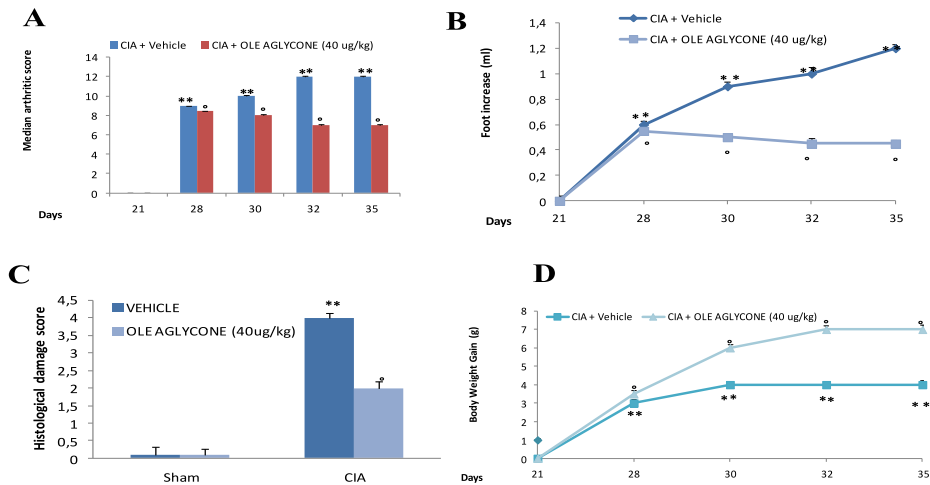 A
CIA + Vehicle
CIA + OLE AGLYCONE (40 ug/kg)
Median arthritic score
14
12
10
8
6
4
2
0
** ° ** ° ** ° ** °
Days
21 28 30 32 35
B
CIA + Vehicle
CIA + OLE AGLYCONE (40 ug/kg)
Foot increase (ml)
1,4
1,2
1
0,8
0,6
0,4
0,2
0
** ** ** **
° ° ° °
21 28 30 32 35
Days
C
VEHICLE
OLE AGLYCONE (40ug/kg)
Histological damage score
4,5
4
3,5
3
2,5
2
1,5
1
0,5
0
** °
Sham CIA
D
CIA + Vehicle
CIA + OLE AGLYCONE (40 ug/kg)
Body Weight Gain (g)
8
7
6
5
4
3
2
1
0
° ° ° °
** ** ** **
Days
21 28 30 32 35